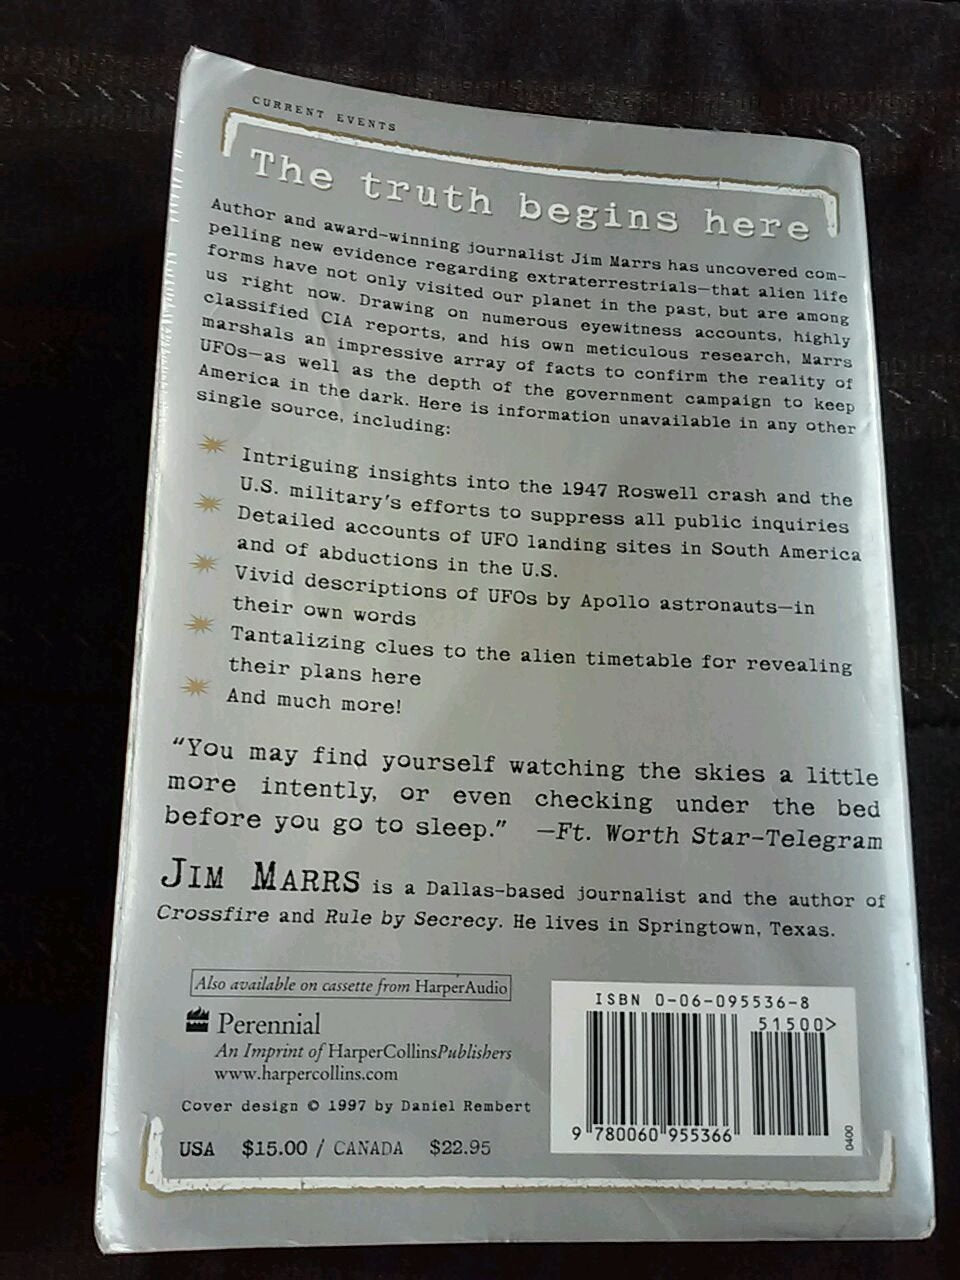 CURRENT EVENTS
The truth begins here
Author and award-winning journalist Jim Marrs has uncovered com-
pelling new evidence regarding extraterrestrials—that alien life
forms have not only visited our planet in the past, but are among
us right now. Drawing on numerous eyewitness accounts, highly
classified CIA reports, and his own meticulous research, Marrs
marshals an impressive array of facts to confirm the reality of
UFOs—as well as the depth of the government campaign to keep
America in the dark. Here is information unavailable in any other
single source, including:
Intriguing insights into the 1947 Roswell crash and the
U.S. military's efforts to suppress all public inquiries
Detailed accounts of UFO landing sites in South America
and of abductions in the U.S.
Vivid descriptions of UFOs by Apollo astronauts—in
their own words
Tantalizing clues to the alien timetable for revealing
their plans here
And much more!
"You may find yourself watching the skies a little
more intently, or even checking under the bed
before you go to sleep." —Ft. Worth Star-Telegram
JIM MARRS is a Dallas-based journalist and the author of
Crossfire and Rule by Secrecy. He lives in Springtown, Texas.
Also available on cassette from HarperAudio
Perennial
An Imprint of HarperCollinsPublishers
www.harpercollins.com
Cover design © 1997 by Daniel Rembert
USA $15.00 / CANADA $22.95
ISBN 0-06-095536-8
51500>
9 780060 955366
0400